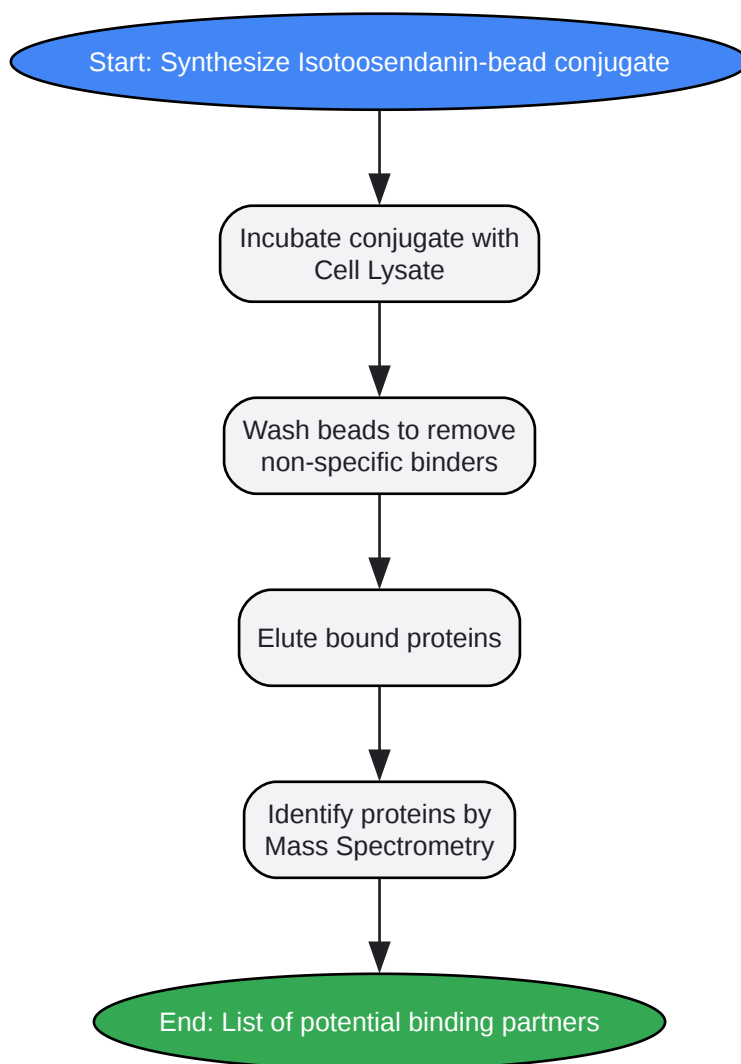 Start: Synthesize Isotoosendanin-bead conjugate
Incubate conjugate with
Cell Lysate
Wash beads to remove
non-specific binders
Elute bound proteins
Identify proteins by
Mass Spectrometry
End: List of potential binding partners